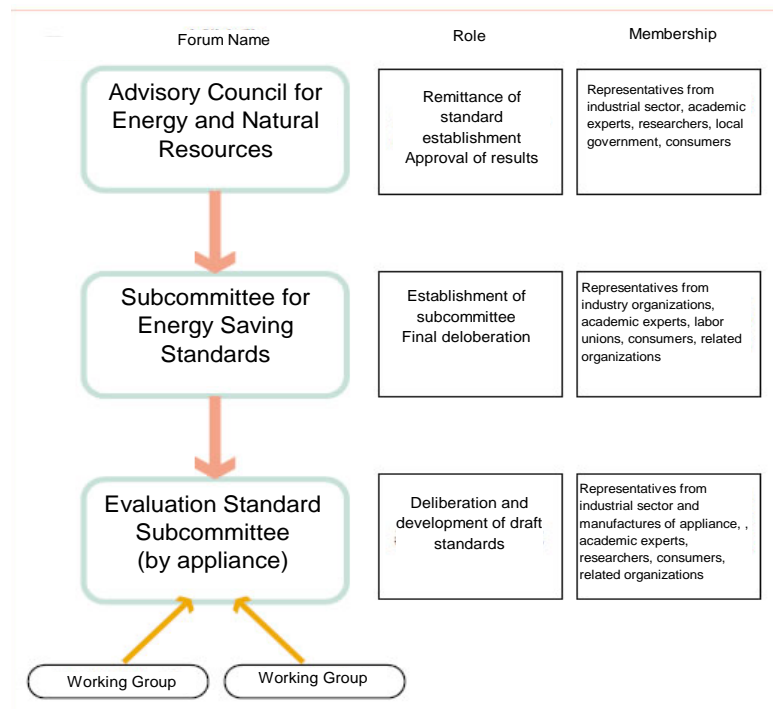 Forum Name
Role
Membership
Advisory Council for
Energy and Natural
Resources
Remittance of
standard
establishment
Approval of results
Representatives from
industrial sector, academic
experts, researchers, local
government, consumers
Subcommittee for
Energy Saving
Standards
Establishment of
subcommittee
Final deloberation
Representatives from
industry organizations,
academic experts, labor
unions, consumers, related
organizations
Evaluation Standard
Subcommittee
(by appliance)
Deliberation and
development of draft
standards
Representatives from
industrial sector and
manufactures of appliance, ,
academic experts,
researchers, consumers,
related organizations
Working Group
Working Group